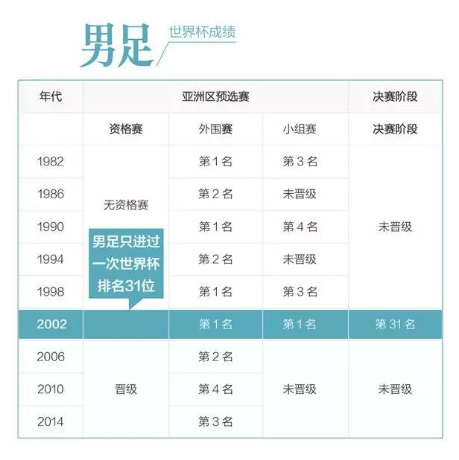 男足
世界杯成绩
年代 亚洲区预选赛 决赛阶段
资格赛 外围赛 小组赛 决赛阶段
1982 第1名 第3名
1986 第2名 未晋级
无资格赛
1990 第1名 第4名 未晋级
男足只进过
一次世界杯
排名31位
1994 第2名 未晋级
1998 第1名 第3名
2002 第1名 第1名 第31名
2006 第2名
2010 晋级 第4名 未晋级 未晋级
2014 第3名